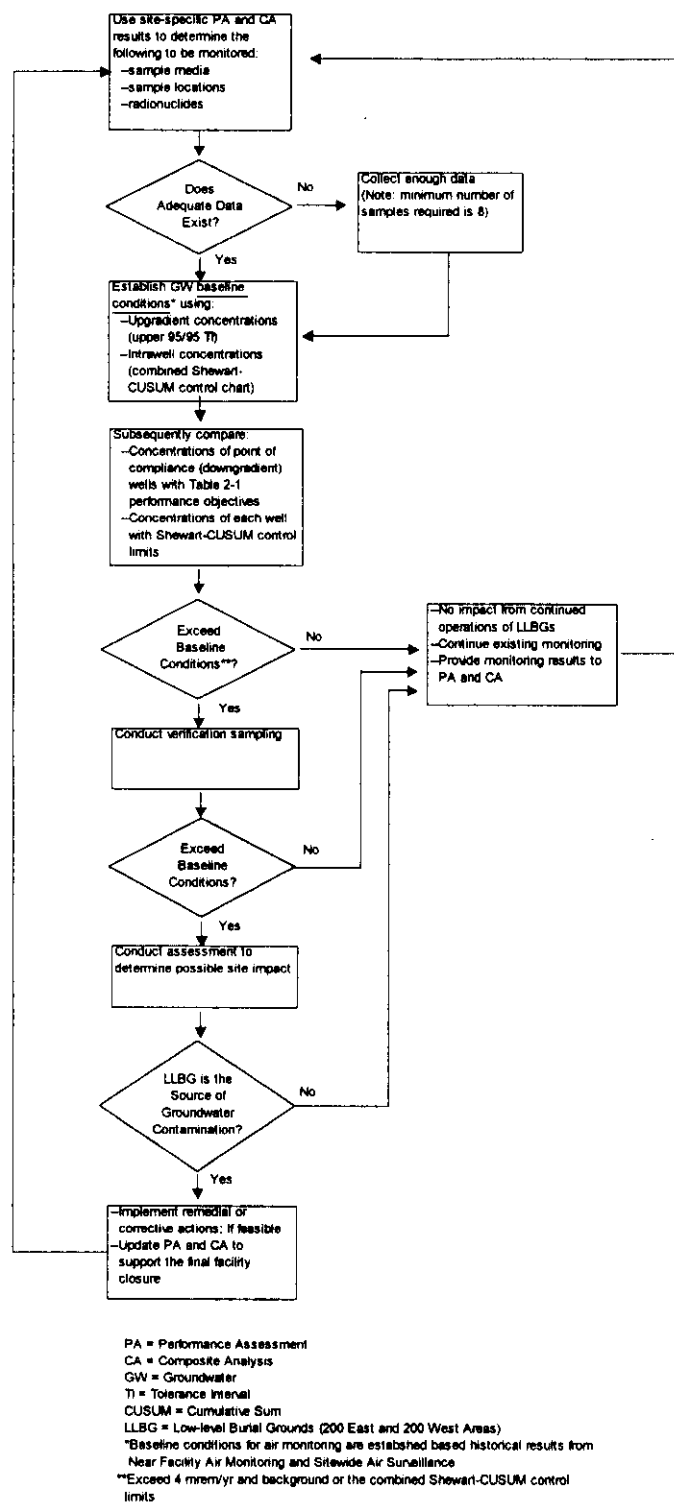 Use site-specific PA and CA
results to determine the
following to be monitored:
–sample media
–sample locations
–radionuclides
Does
Adequate Data
Exist?
No
Collect enough data
(Note: minimum number of
samples required is 8)
Yes
Establish GW baseline
conditions* using:
–Upgradient concentrations
(upper 95/95 TI)
–Intrawell concentrations
(combined Shewart-
CUSUM control chart)
Subsequently compare:
–Concentrations of point of
compliance (downgradient)
wells with Table 2-1
performance objectives
–Concentrations of each well
with Shewart-CUSUM control
limits
Exceed
Baseline
Conditions**?
No
–No impact from continued
operations of LLBGs
–Continue existing monitoring
–Provide monitoring results to
PA and CA
Yes
Conduct verification sampling
Exceed
Baseline
Conditions?
No
Yes
Conduct assessment to
determine possible site impact
LLBG is the
Source of
Groundwater
Contamination?
No
Yes
–Implement remedial or
corrective actions; If feasible
–Update PA and CA to
support the final facility
closure
PA = Performance Assessment
CA = Composite Analysis
GW = Groundwater
TI = Tolerance Interval
CUSUM = Cumulative Sum
LLBG = Low-level Burial Grounds (200 East and 200 West Areas)
*Baseline conditions for air monitoring are estabshed based historical results from
Near Facility Air Monitoring and Sitewide Air Surveillance
**Exceed 4 mrem/yr and background or the combined Shewart-CUSUM control
limits